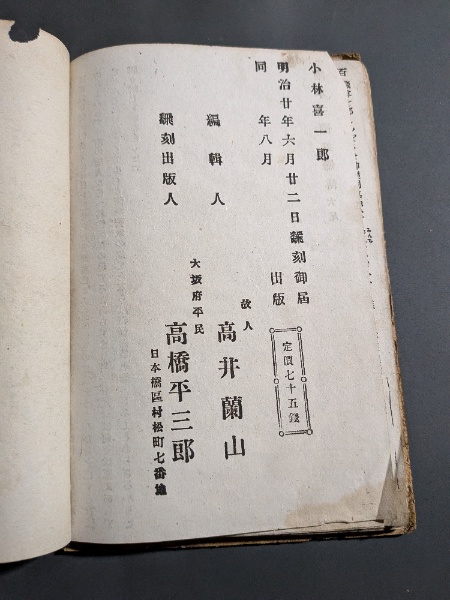 小林喜一郎
明治廿年六月廿二日飜刻御屆
同 年八月 出版
定價七十五錢
編輯人 故人 高井蘭山
飜刻出版人 大坂府平民 高橋平三郎
日本橋區村松町七番地